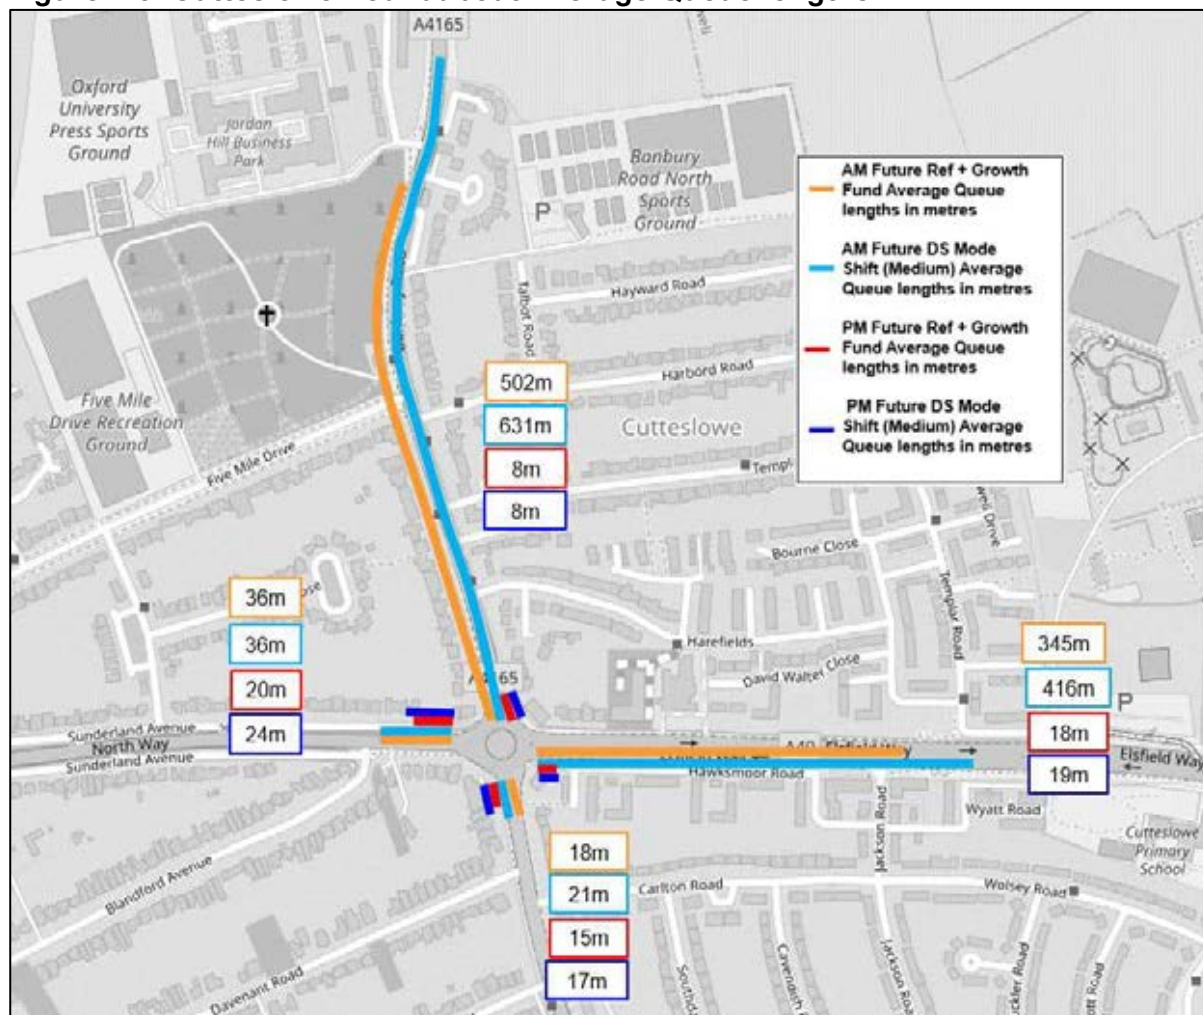 A4165
Oxford
University
Press Sports
Ground
Jordan
Hill Business
Park
Banbury
Road North
Sports
Ground
P
AM Future Ref + Growth
Fund Average Queue
lengths in metres
AM Future DS Mode
Shift (Medium) Average
Queue lengths in metres
PM Future Ref + Growth
Fund Average Queue
lengths in metres
PM Future DS Mode
Shift (Medium) Average
Queue lengths in metres
Talbot Road
Hayward Road
Harbord Road
Five Mile
Drive Recreation
Ground
Five Mile Drive
502m
631m
8m
8m
Cutteslowe
Bourne Close
Templar Road
Harefields
David Walter Close
36m
36m
20m
24m
345m
416m
18m
19m
P
Sunderland Avenue
North Way
Sunderland Avenue
Hawksmoor Road
Elsfield Way
Wyatt Road
Jackson Road
Cutteslowe
Primary
School
18m
21m
15m
17m
Blandford Avenue
Carlton Road
Wolsey Road
Davenant Road